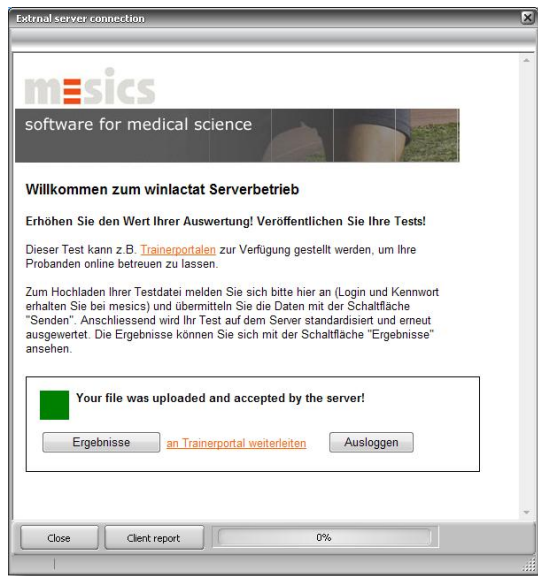 Extrnal server connection
mesics
software for medical science
Willkommen zum winlactat Serverbetrieb
Erhöhen Sie den Wert Ihrer Auswertung! Veröffentlichen Sie Ihre Tests!
Dieser Test kann z.B. Trainerportalen zur Verfügung gestellt werden, um Ihre
Probanden online betreuen zu lassen.
Zum Hochladen Ihrer Testdatei melden Sie sich bitte hier an (Login und Kennwort
erhalten Sie bei mesics) und übermitteln Sie die Daten mit der Schaltfläche
"Senden". Anschliessend wird Ihr Test auf dem Server standardisiert und erneut
ausgewertet. Die Ergebnisse können Sie sich mit der Schaltfläche "Ergebnisse"
ansehen.
Your file was uploaded and accepted by the server!
Ergebnisse an Trainerportal weiterleiten Ausloggen
Close Client report 0%